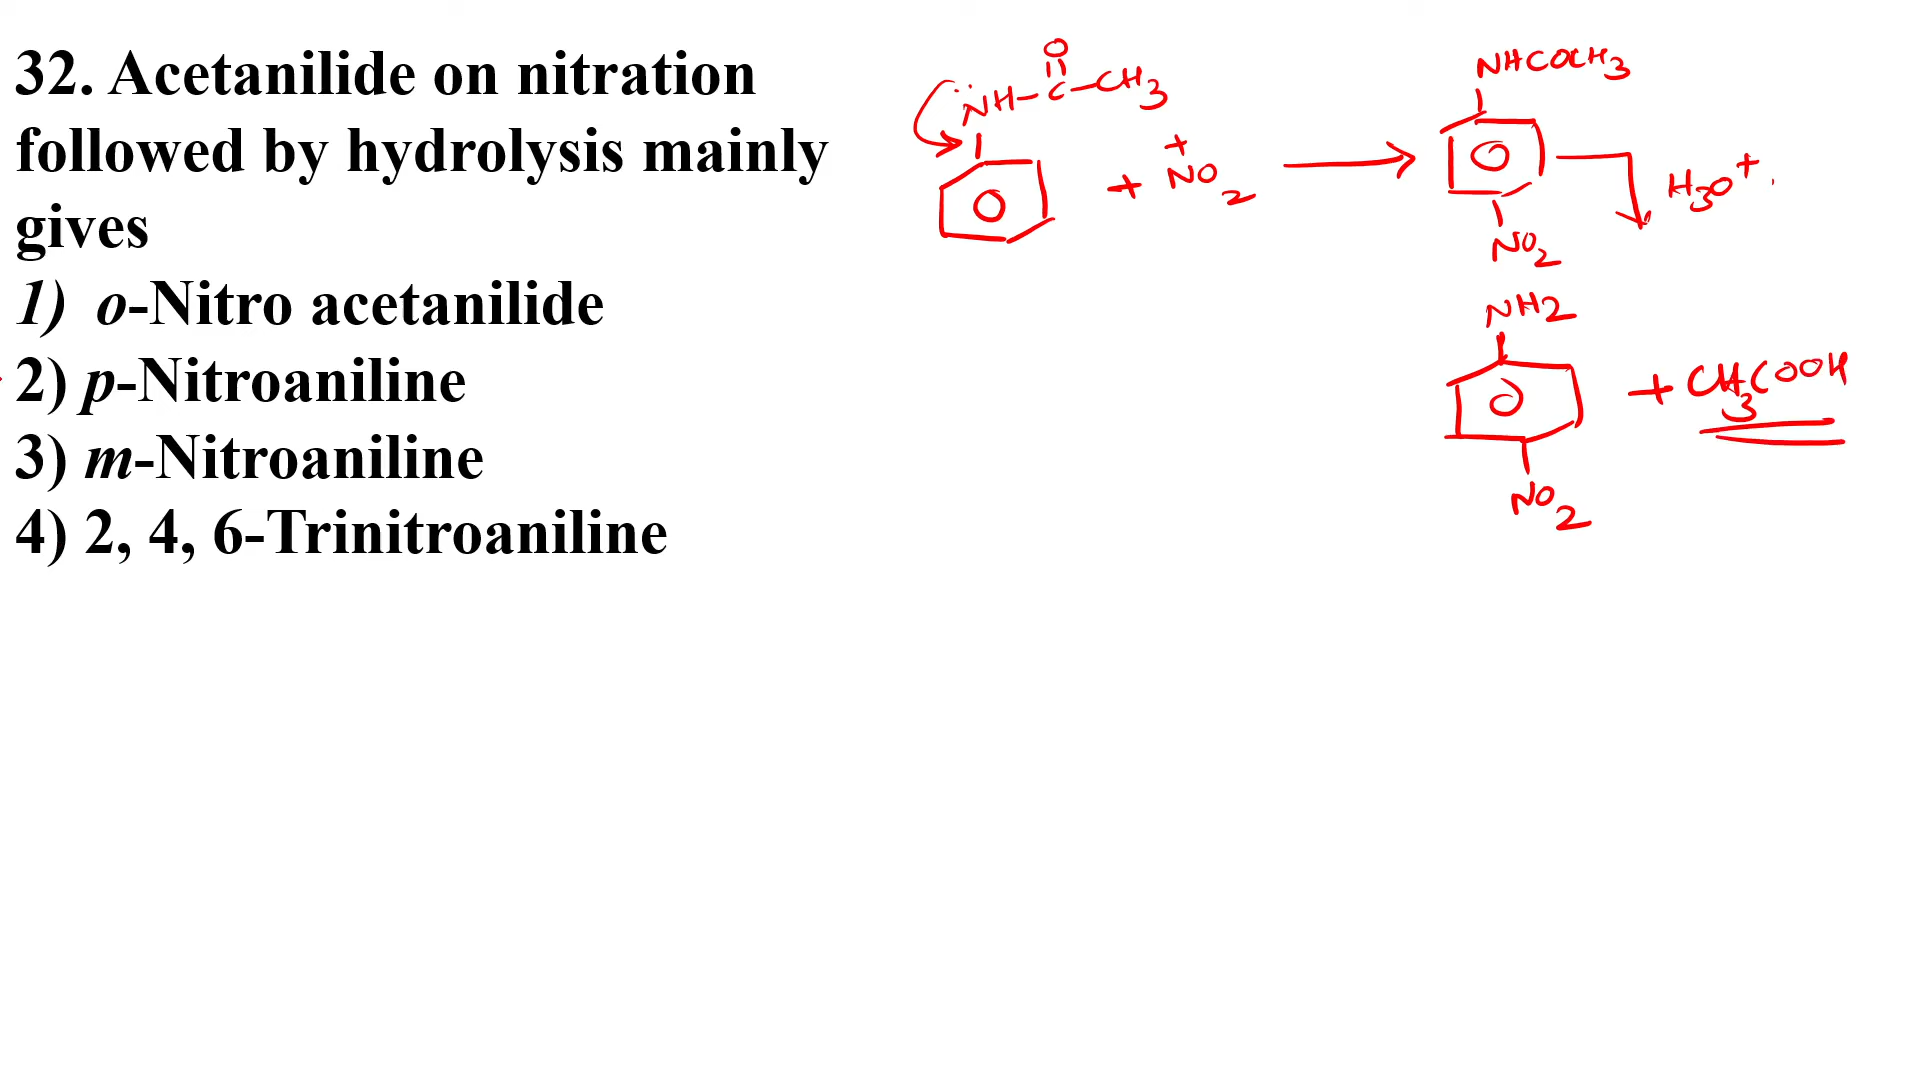 32. Acetanilide on nitration
followed by hydrolysis mainly
gives
1) o-Nitro acetanilide
2) p-Nitroaniline
3) m-Nitroaniline
4) 2, 4, 6-Trinitroaniline
O
NH-C-CH3
+ NO2
+
NHCOCH3
NO2
H3O+
NH2
+ CH3COOH
NO2